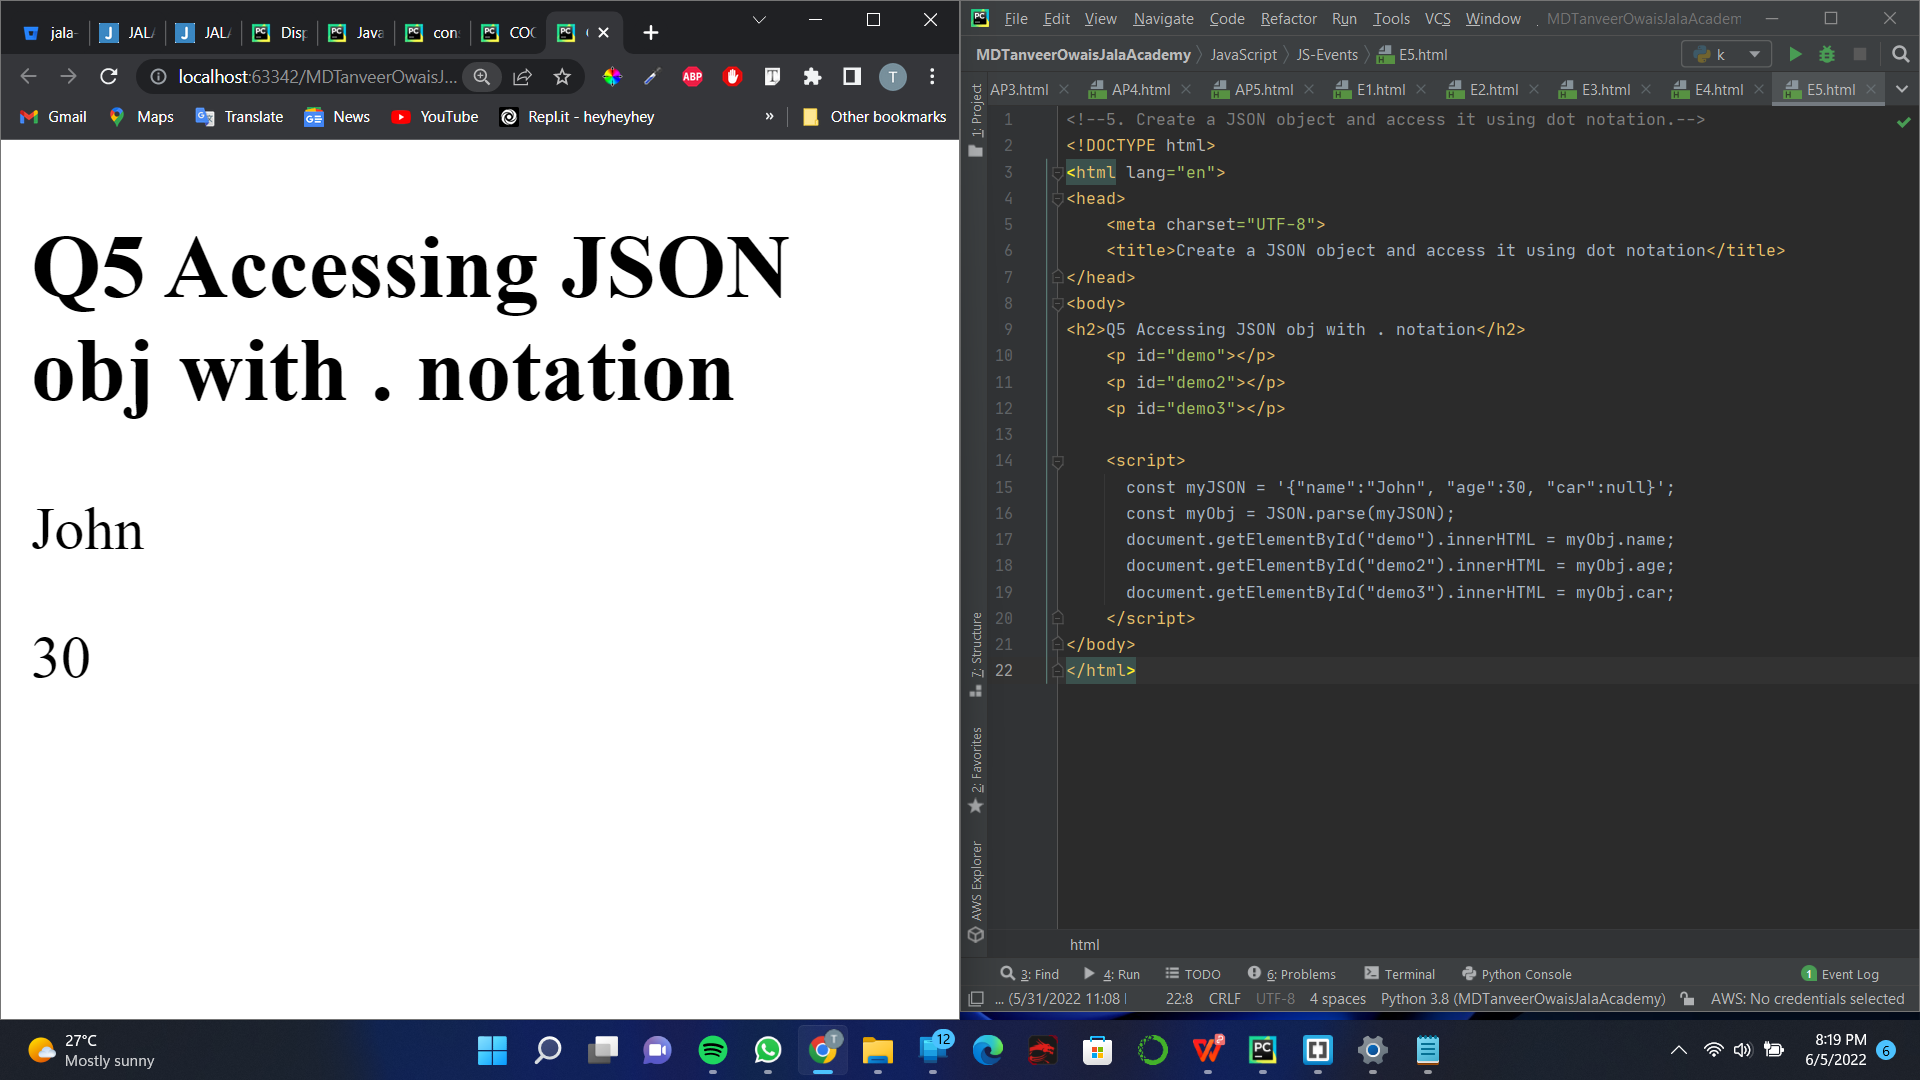 jala-
JALA
JALA
Disp
Java
con
COO
localhost:63342/MDTanveerOwaisJ...
ABP
T
Gmail
Maps
Translate
News
YouTube
Repl.it - heyheyhey
»
Other bookmarks
Q5 Accessing JSON
obj with . notation
John
30
File Edit View Navigate Code Refactor Run Tools VCS Window MDTanveerOwaisJalaAcadem
MDTanveerOwaisJalaAcademy JavaScript JS-Events E5.html
k
AP3.html AP4.html AP5.html E1.html E2.html E3.html E4.html E5.html
1: Project
7: Structure
2: Favorites
AWS Explorer
1 <!--5. Create a JSON object and access it using dot notation.-->
2 <!DOCTYPE html>
3 <html lang="en">
4 <head>
5 <meta charset="UTF-8">
6 <title>Create a JSON object and access it using dot notation</title>
7 </head>
8 <body>
9 <h2>Q5 Accessing JSON obj with . notation</h2>
10 <p id="demo"></p>
11 <p id="demo2"></p>
12 <p id="demo3"></p>
13
14 <script>
15 const myJSON = '{"name":"John", "age":30, "car":null}';
16 const myObj = JSON.parse(myJSON);
17 document.getElementById("demo").innerHTML = myObj.name;
18 document.getElementById("demo2").innerHTML = myObj.age;
19 document.getElementById("demo3").innerHTML = myObj.car;
20 </script>
21 </body>
22 </html>
html
3: Find 4: Run TODO 6: Problems Terminal Python Console 1 Event Log
... (5/31/2022 11:08 22:8 CRLF UTF-8 4 spaces Python 3.8 (MDTanveerOwaisJalaAcademy) AWS: No credentials selected
27°C
Mostly sunny
T
12
PC
8:19 PM
6/5/2022
6